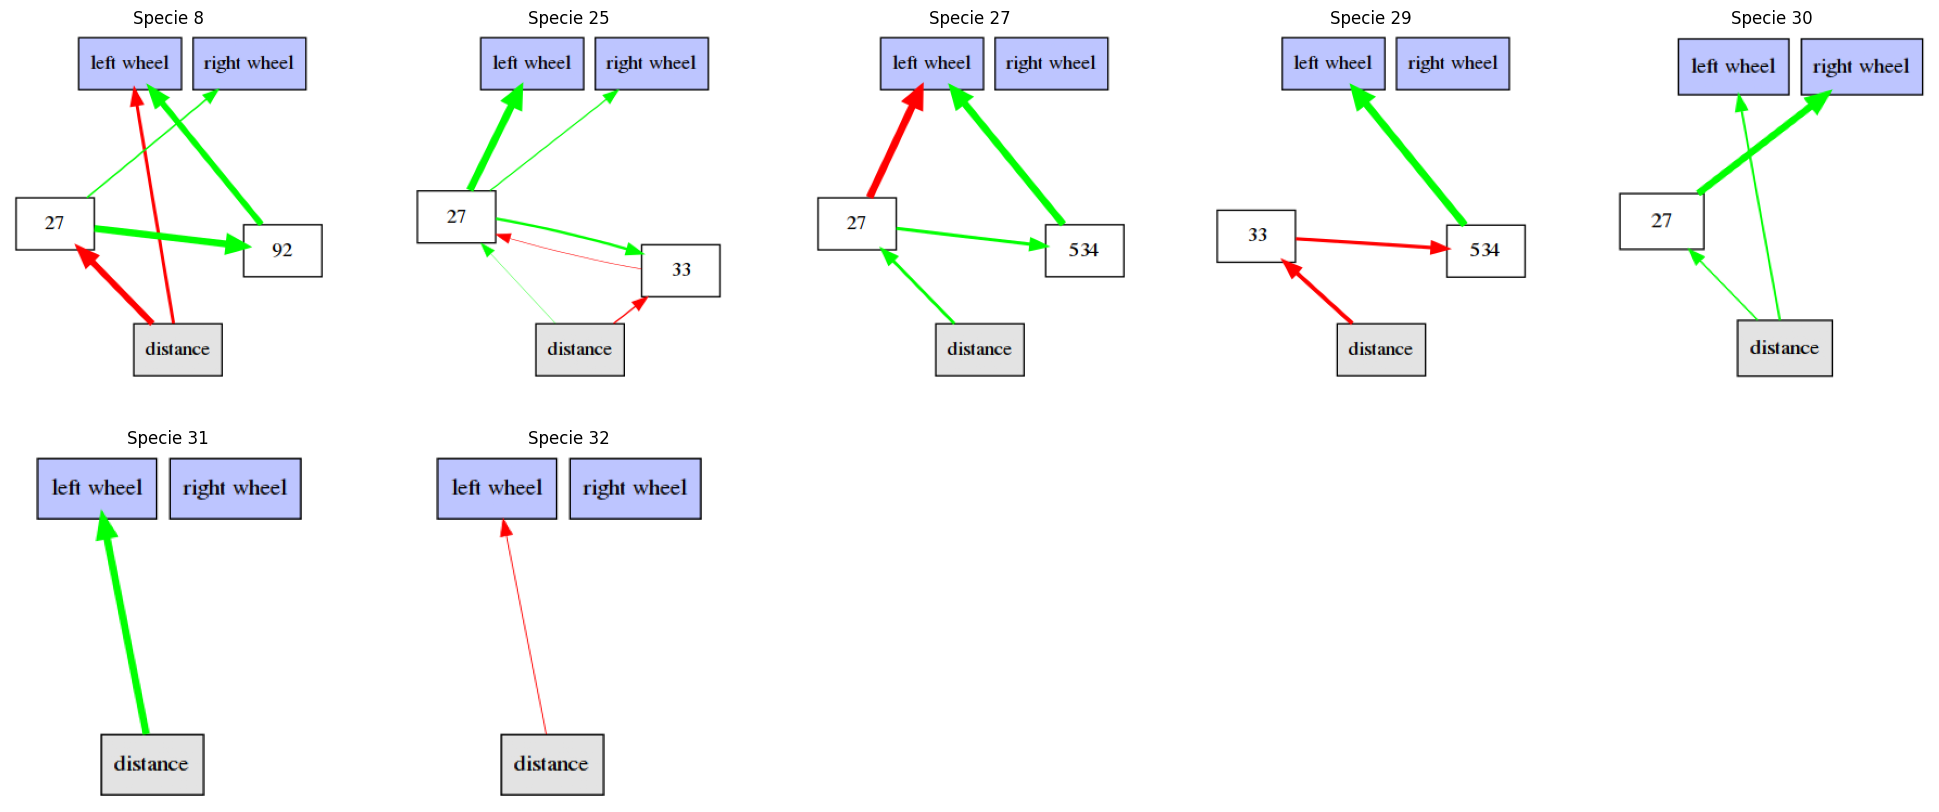 Specie 8
left wheel
right wheel
27
92
distance
Specie 25
left wheel
right wheel
27
33
distance
Specie 27
left wheel
right wheel
27
534
distance
Specie 29
left wheel
right wheel
33
534
distance
Specie 30
left wheel
right wheel
27
distance
Specie 31
left wheel
right wheel
distance
Specie 32
left wheel
right wheel
distance